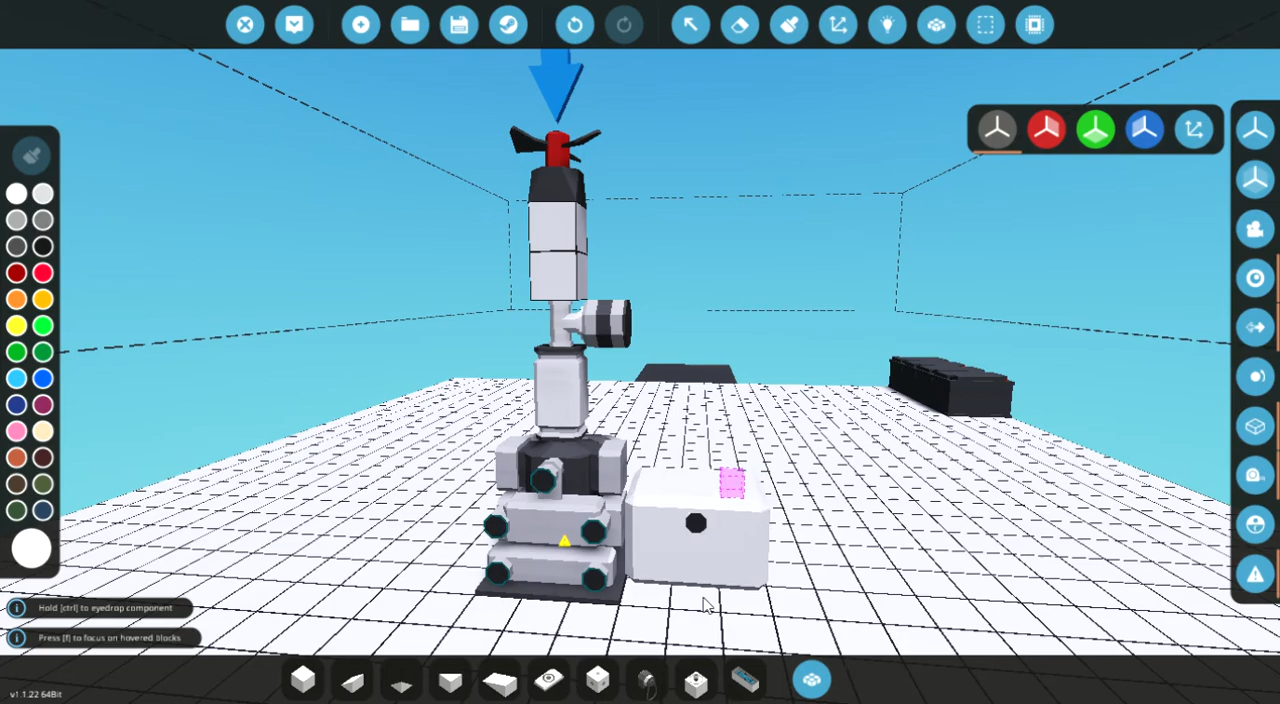 Hold [ctrl] to eyedrop component
Press [f] to focus on hovered blocks
v1.1.22 64Bit